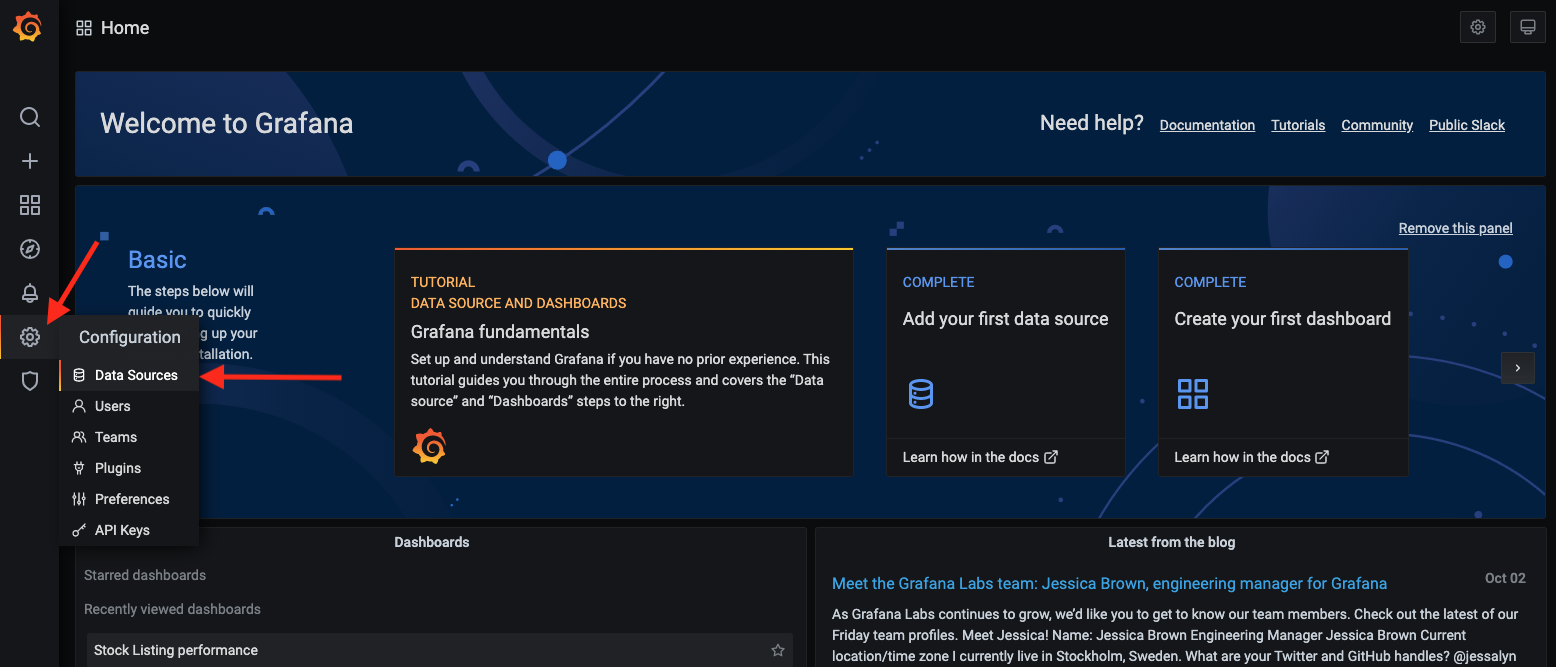 Home
Welcome to Grafana
Need help?
Documentation
Tutorials
Community
Public Slack
Remove this panel
Basic
The steps below will
guide you to quickly
g up your
tallation.
TUTORIAL
DATA SOURCE AND DASHBOARDS
Grafana fundamentals
Set up and understand Grafana if you have no prior experience. This
tutorial guides you through the entire process and covers the “Data
source” and “Dashboards” steps to the right.
COMPLETE
Add your first data source
Learn how in the docs
COMPLETE
Create your first dashboard
Learn how in the docs
Configuration
Data Sources
Users
Teams
Plugins
Preferences
API Keys
Dashboards
Starred dashboards
Recently viewed dashboards
Stock Listing performance
Latest from the blog
Meet the Grafana Labs team: Jessica Brown, engineering manager for Grafana
Oct 02
As Grafana Labs continues to grow, we’d like you to get to know our team members. Check out the latest of our
Friday team profiles. Meet Jessica! Name: Jessica Brown Engineering Manager Jessica Brown Current
location/time zone I currently live in Stockholm, Sweden. What are your Twitter and GitHub handles? @jessalyn